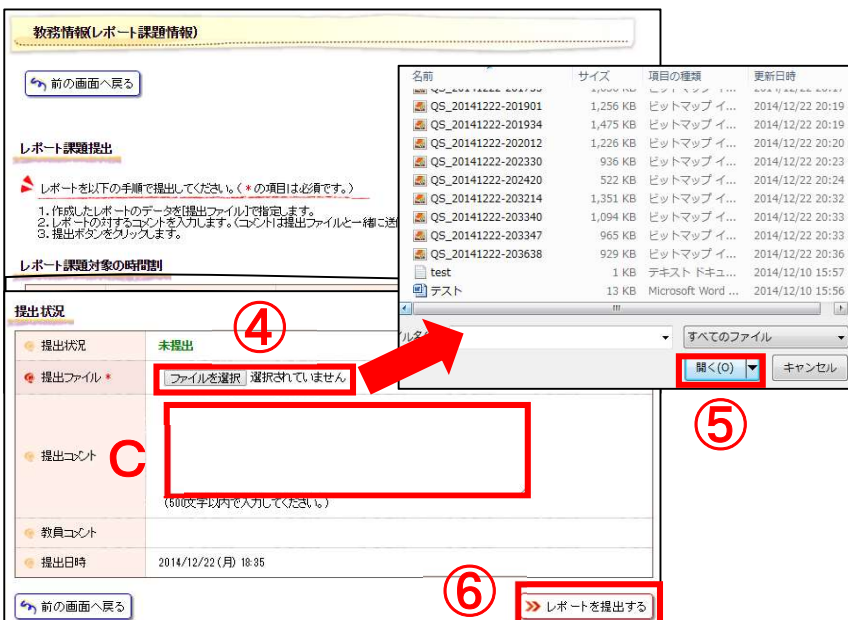 教務情報(レポート課題情報)
前の画面へ戻る
レポート課題提出
レポートを以下の手順で提出してください。(*の項目は必須です。)
1. 作成したレポートのデータを[提出ファイル]で指定します。
2. レポートの対するコメントを入力します。(コメントは提出ファイルと一緒に送
3. 提出ボタンをクリックします。
レポート課題対象の時間割
名前 サイズ 項目の種類 更新日時
QS_20141222-201901 1,256 KB ビットマップ イ... 2014/12/22 20:19
QS_20141222-201934 1,475 KB ビットマップ イ... 2014/12/22 20:19
QS_20141222-202012 1,226 KB ビットマップ イ... 2014/12/22 20:20
QS_20141222-202330 936 KB ビットマップ イ... 2014/12/22 20:23
QS_20141222-202420 522 KB ビットマップ イ... 2014/12/22 20:24
QS_20141222-203214 1,351 KB ビットマップ イ... 2014/12/22 20:32
QS_20141222-203340 1,094 KB ビットマップ イ... 2014/12/22 20:33
QS_20141222-203347 965 KB ビットマップ イ... 2014/12/22 20:33
QS_20141222-203638 929 KB ビットマップ イ... 2014/12/22 20:36
test 1 KB テキスト ドキュ... 2014/12/10 15:57
テスト 13 KB Microsoft Word ... 2014/12/10 15:56
すべてのファイル
開く(O) キャンセル
⑤
提出状況
④
提出状況 未提出
提出ファイル * ファイルを選択 選択されていません
提出コメント C
(500文字以内で入力してください。)
教員コメント
提出日時 2014/12/22(月) 18:35
前の画面へ戻る ⑥ レポートを提出する